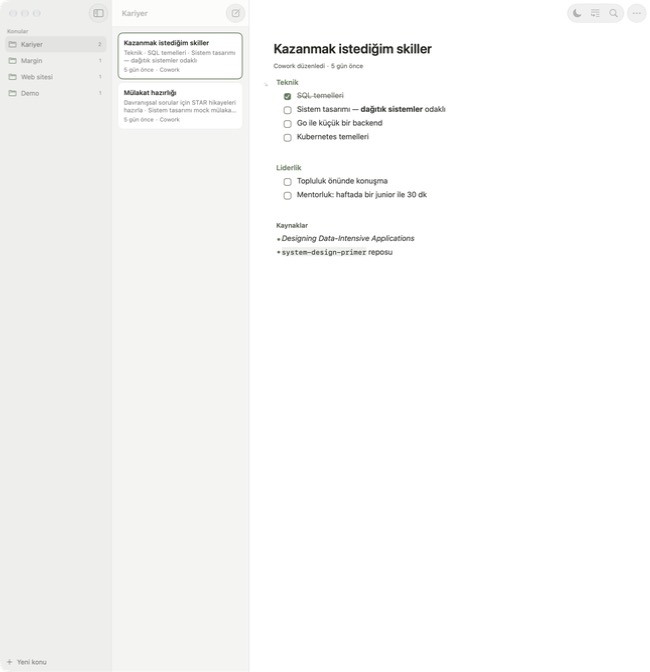 Konular
Kariyer 2
Margin 1
Web sitesi 1
Demo 1
+ Yeni konu
Kariyer
Kazanmak istediğim skiller
Teknik · SQL temelleri · Sistem tasarımı
— dağıtık sistemler odaklı
5 gün önce · Cowork
Mülakat hazırlığı
Davranışsal sorular için STAR hikayeleri
hazırla · Sistem tasarımı mock mülaka...
5 gün önce · Cowork
Kazanmak istediğim skiller
Cowork düzenledi · 5 gün önce
Teknik
SQL temelleri
Sistem tasarımı — dağıtık sistemler odaklı
Go ile küçük bir backend
Kubernetes temelleri
Liderlik
Topluluk önünde konuşma
Mentorluk: haftada bir junior ile 30 dk
Kaynaklar
• Designing Data-Intensive Applications
• system-design-primer reposu